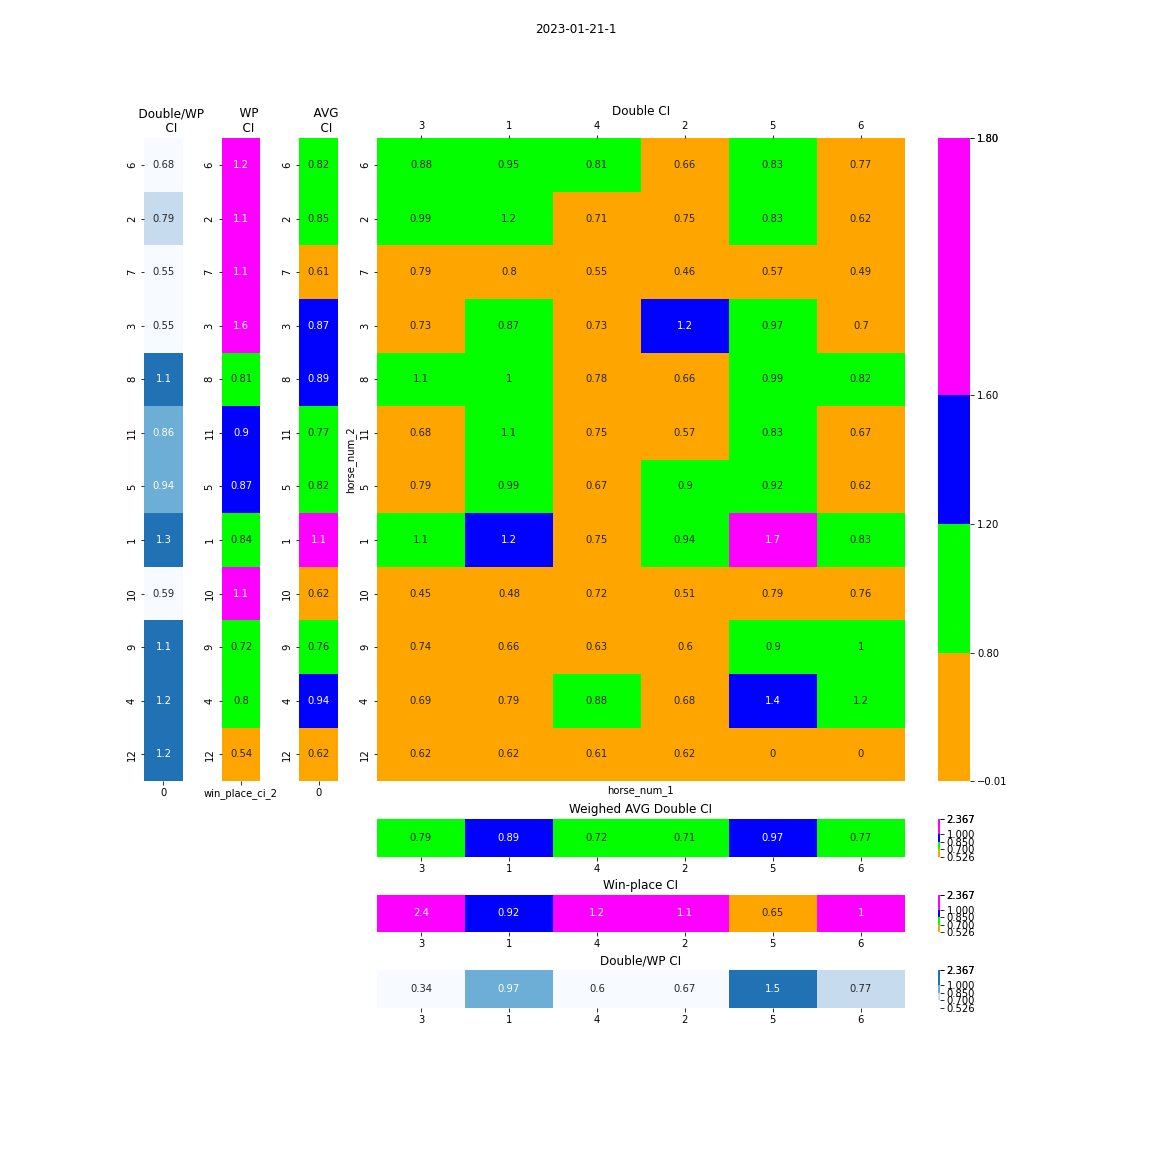 2023-01-21-1
Double/WP CI
WP CI
AVG CI
Double CI
3 1 4 2 5 6
1.80
6 0.68 6 1.2 6 0.82 6 0.88 0.95 0.81 0.66 0.83 0.77
2 0.79 2 1.1 2 0.85 2 0.99 1.2 0.71 0.75 0.83 0.62
7 0.55 7 1.1 7 0.61 7 0.79 0.8 0.55 0.46 0.57 0.49
3 0.55 3 1.6 3 0.87 3 0.73 0.87 0.73 1.2 0.97 0.7
8 1.1 8 0.81 8 0.89 8 1.1 1 0.78 0.66 0.99 0.82
1.60
11 0.86 11 0.9 11 0.77 11 0.68 1.1 0.75 0.57 0.83 0.67
horse_num_2
5 0.94 5 0.87 5 0.82 5 0.79 0.99 0.67 0.9 0.92 0.62
1.20
1 1.3 1 0.84 1 1.1 1 1.1 1.2 0.75 0.94 1.7 0.83
10 0.59 10 1.1 10 0.62 10 0.45 0.48 0.72 0.51 0.79 0.76
9 1.1 9 0.72 9 0.76 9 0.74 0.66 0.63 0.6 0.9 1
0.80
4 1.2 4 0.8 4 0.94 4 0.69 0.79 0.88 0.68 1.4 1.2
12 1.2 12 0.54 12 0.62 12 0.62 0.62 0.61 0.62 0 0
−0.01
0 win_place_ci_2 0 horse_num_1
Weighed AVG Double CI
0.79 0.89 0.72 0.71 0.97 0.77
3 1 4 2 5 6
2.367
1.000
0.850
0.700
0.526
Win-place CI
2.4 0.92 1.2 1.1 0.65 1
3 1 4 2 5 6
2.367
1.000
0.850
0.700
0.526
Double/WP CI
0.34 0.97 0.6 0.67 1.5 0.77
3 1 4 2 5 6
2.367
1.000
0.850
0.700
0.526